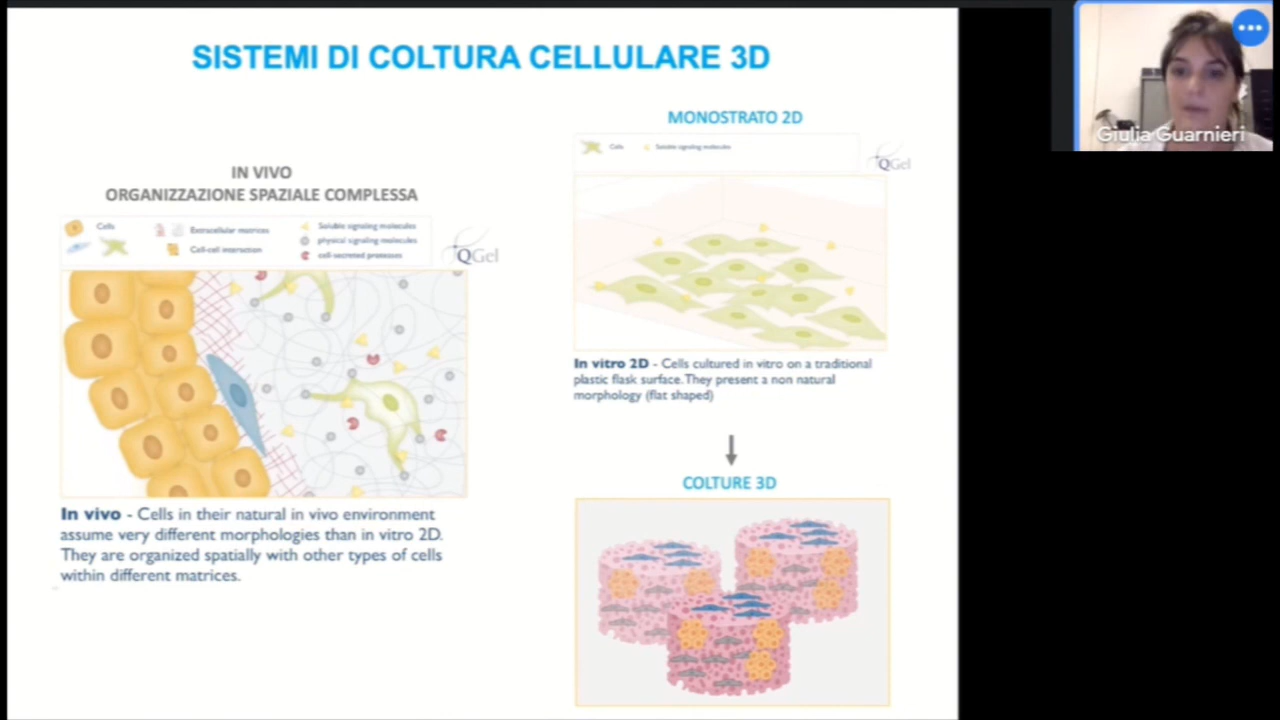 SISTEMI DI COLTURA CELLULARE 3D
Giulia Guarnieri
IN VIVO
ORGANIZZAZIONE SPAZIALE COMPLESSA
Cells
Extracellular matrices
Cell-cell interaction
Soluble signaling molecules
physical signaling molecules
cell-secreted proteases
QGel
In vivo - Cells in their natural in vivo environment
assume very different morphologies than in vitro 2D.
They are organized spatially with other types of cells
within different matrices.
MONOSTRATO 2D
Cells
Soluble signaling molecules
QGel
In vitro 2D - Cells cultured in vitro on a traditional
plastic flask surface. They present a non natural
morphology (flat shaped)
COLTURE 3D